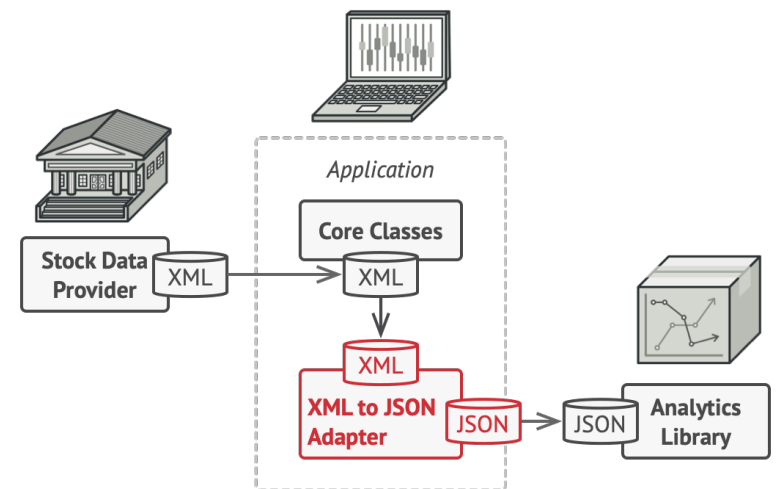 Application
Core Classes
Stock Data
Provider
XML
XML
XML
XML to JSON
Adapter
JSON
JSON
Analytics
Library